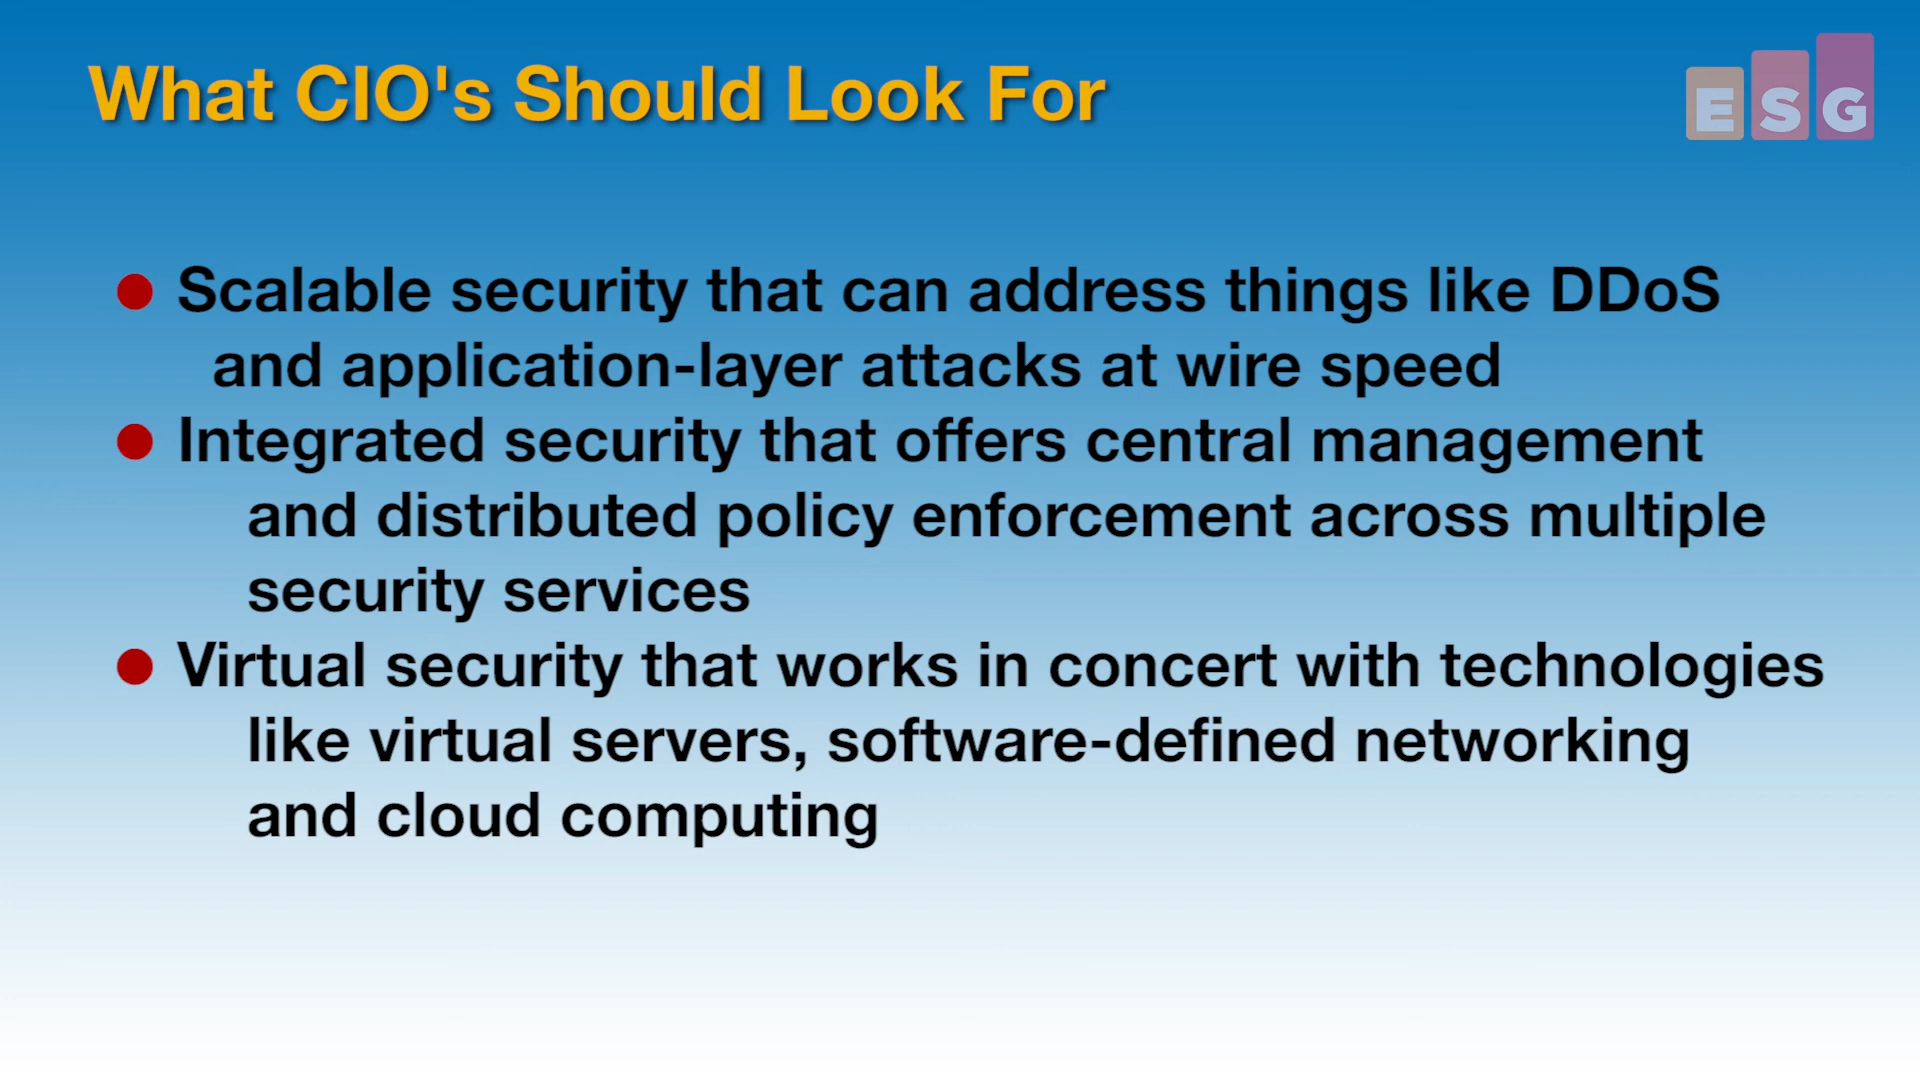 What CIO's Should Look For
ESG
● Scalable security that can address things like DDoS
and application-layer attacks at wire speed
● Integrated security that offers central management
and distributed policy enforcement across multiple
security services
● Virtual security that works in concert with technologies
like virtual servers, software-defined networking
and cloud computing